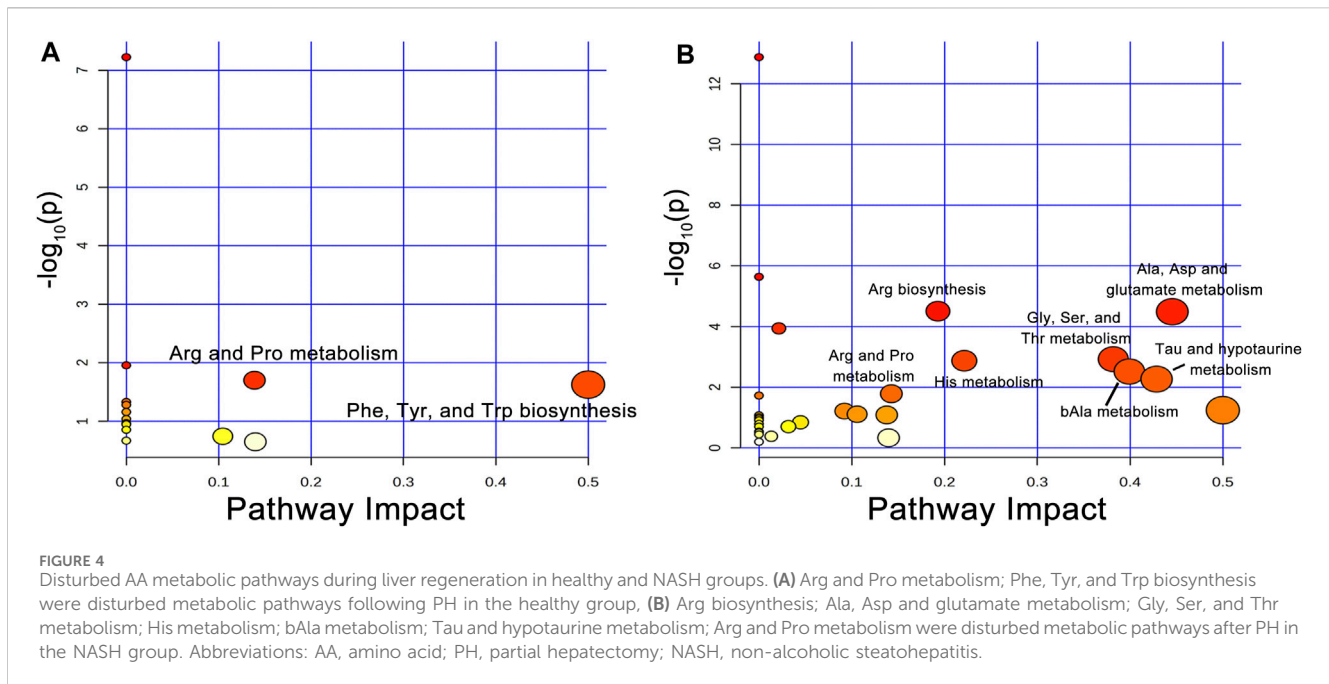 A
-log10(p)
7
6
5
4
3
2
1
Arg and Pro metabolism
Phe, Tyr, and Trp biosynthesis
0.0 0.1 0.2 0.3 0.4 0.5
Pathway Impact
B
-log10(p)
12
10
8
6
4
2
0
Arg biosynthesis
Ala, Asp and
glutamate metabolism
Gly, Ser, and
Thr metabolism
Tau and hypotaurine
metabolism
Arg and Pro
metabolism
His metabolism
bAla metabolism
0.0 0.1 0.2 0.3 0.4 0.5
Pathway Impact
FIGURE 4
Disturbed AA metabolic pathways during liver regeneration in healthy and NASH groups. (A) Arg and Pro metabolism; Phe, Tyr, and Trp biosynthesis
were disturbed metabolic pathways following PH in the healthy group, (B) Arg biosynthesis; Ala, Asp and glutamate metabolism; Gly, Ser, and Thr
metabolism; His metabolism; bAla metabolism; Tau and hypotaurine metabolism; Arg and Pro metabolism were disturbed metabolic pathways after PH in
the NASH group. Abbreviations: AA, amino acid; PH, partial hepatectomy; NASH, non-alcoholic steatohepatitis.